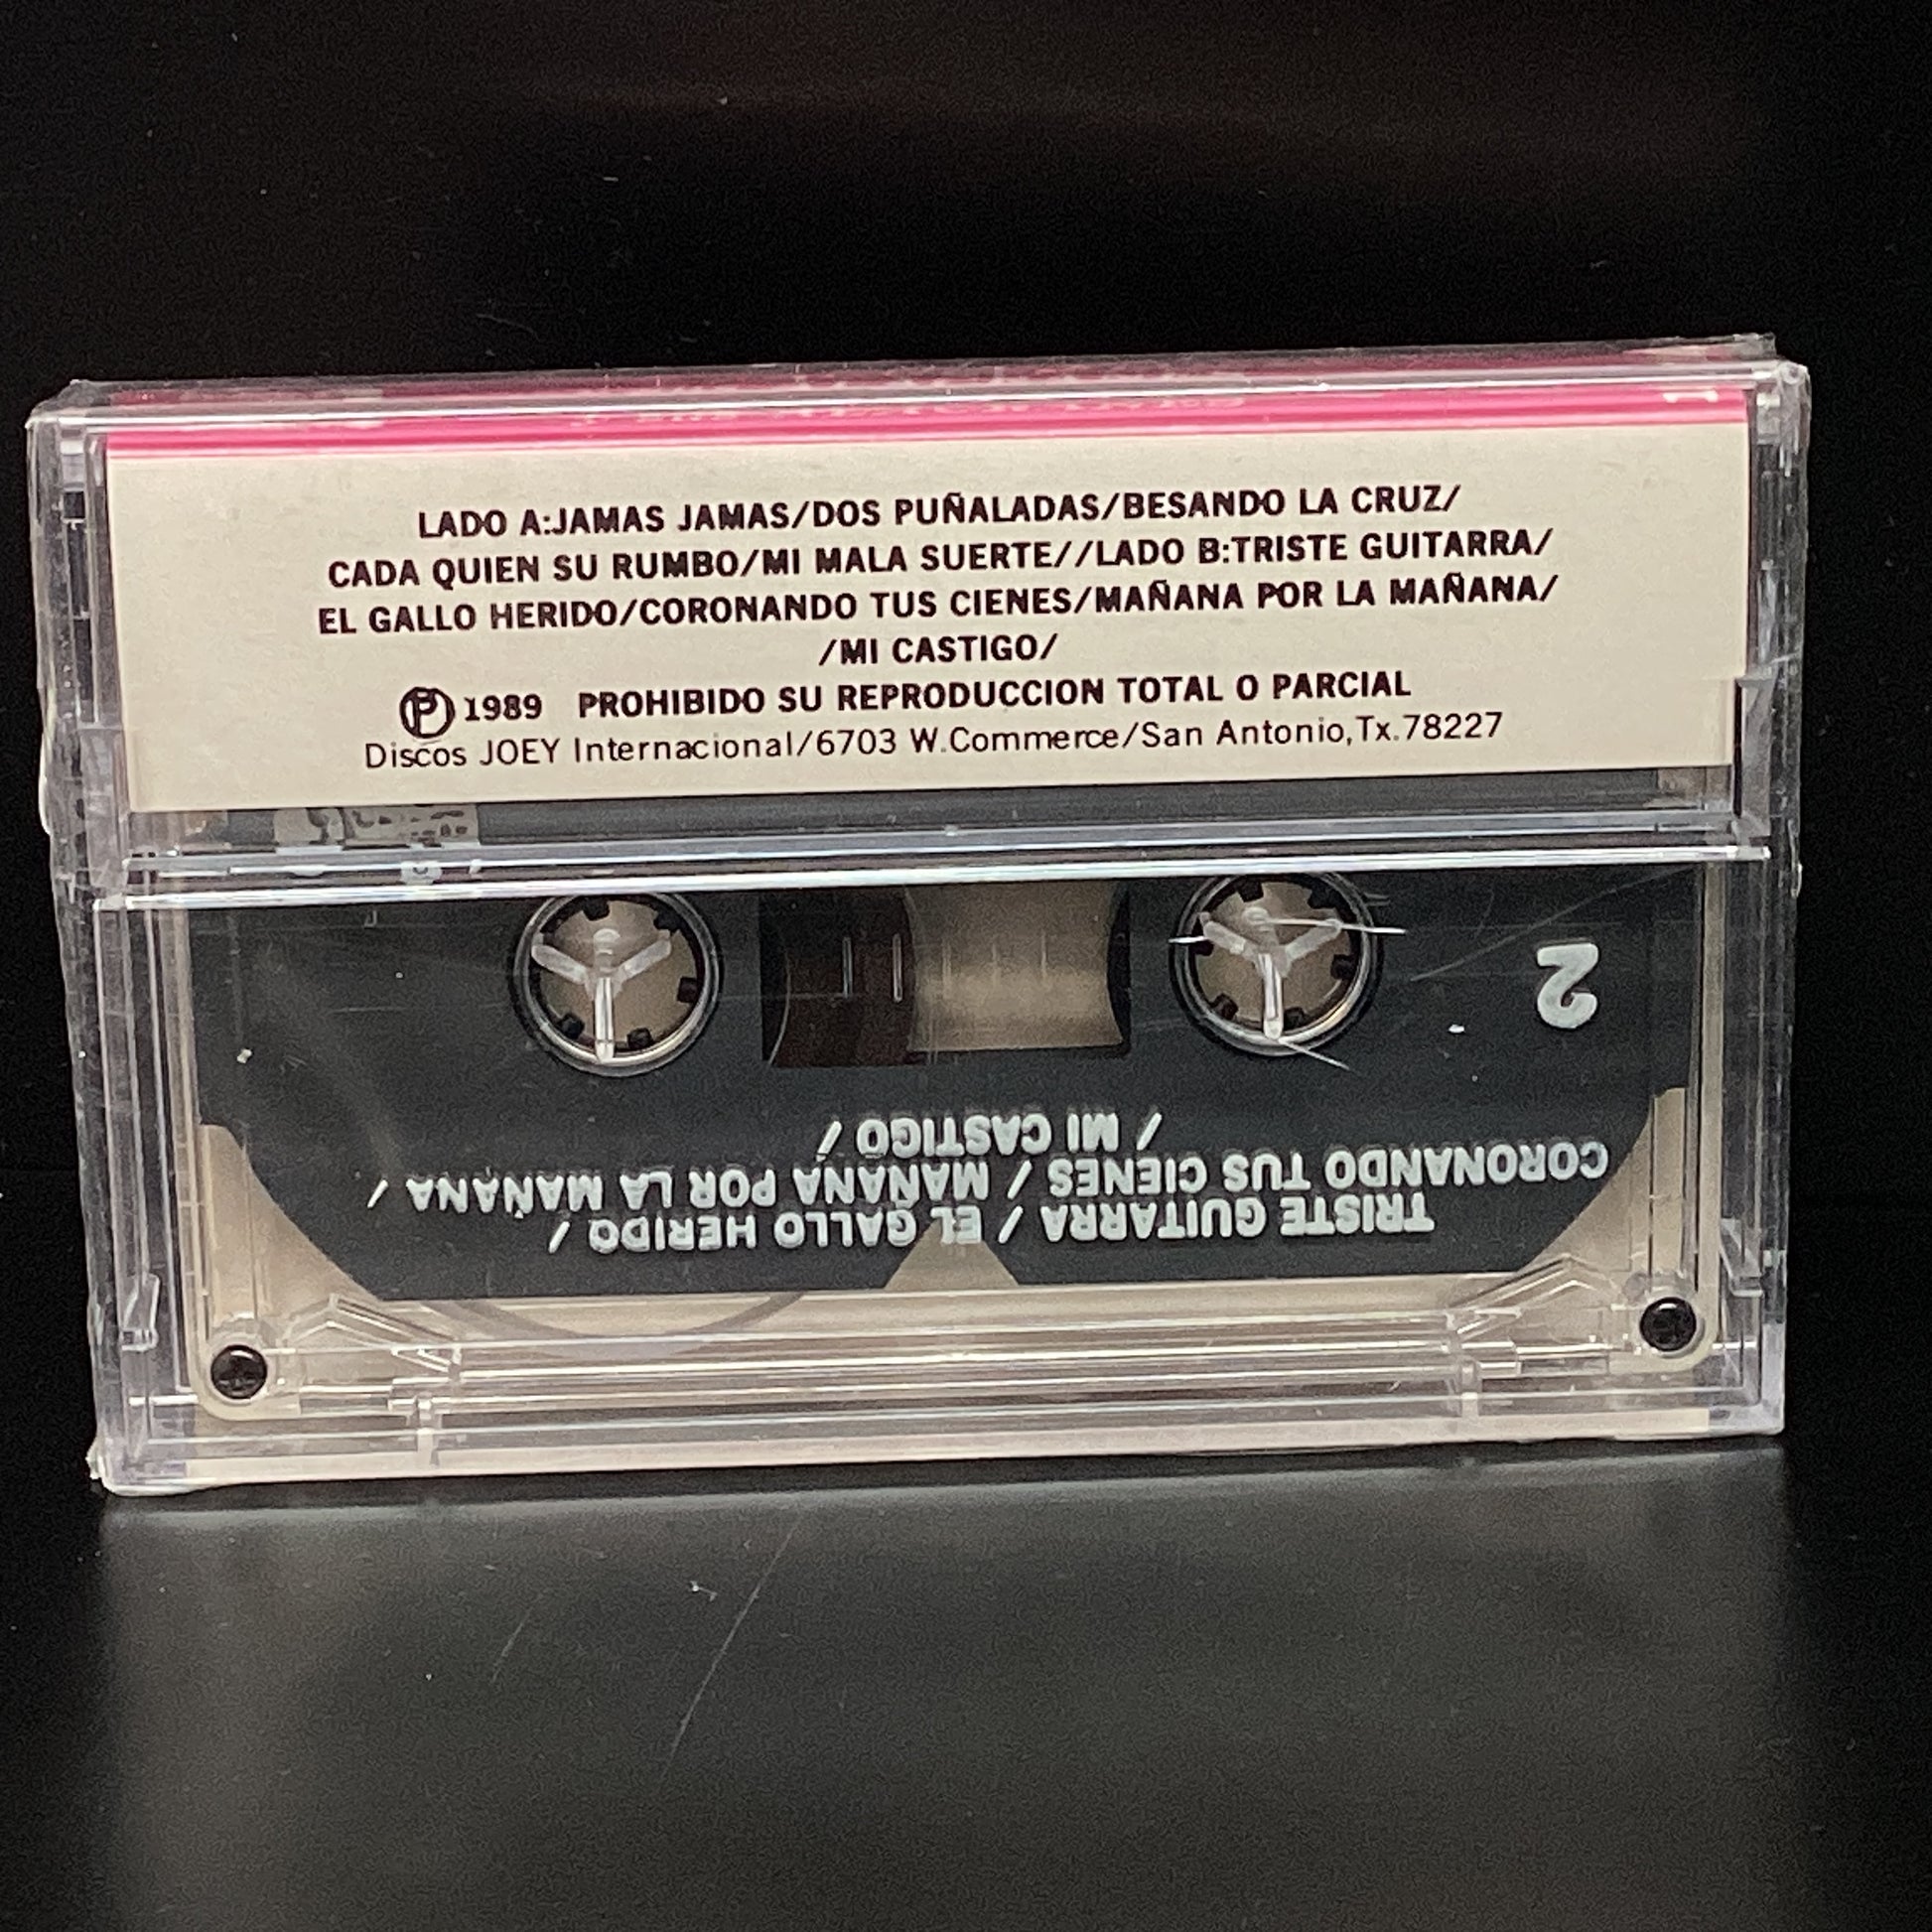 LADO A:JAMAS JAMAS/DOS PUÑALADAS/BESANDO LA CRUZ/
CADA QUIEN SU RUMBO/MI MALA SUERTE//LADO B:TRISTE GUITARRA/
EL GALLO HERIDO/CORONANDO TUS CIENES/MAÑANA POR LA MAÑANA/
/MI CASTIGO/
Ⓟ 1989 PROHIBIDO SU REPRODUCCION TOTAL O PARCIAL
Discos JOEY Internacional/6703 W.Commerce/San Antonio,Tx.78227
TRISTE GUITARRA / EL GALLO HERIDO /
CORONANDO TUS CIENES / MAÑANA POR LA MAÑANA /
/ MI CASTIGO /
2